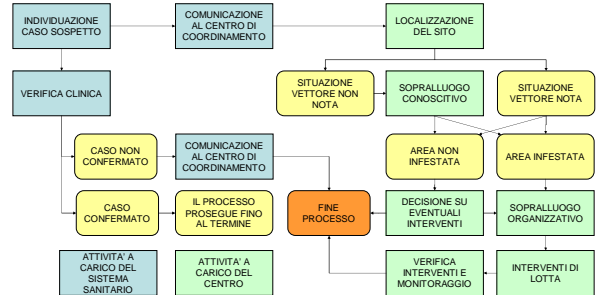 INDIVIDUAZIONE
CASO SOSPETTO
COMUNICAZIONE
AL CENTRO DI
COORDINAMENTO
LOCALIZZAZIONE
DEL SITO
VERIFICA CLINICA
SITUAZIONE
VETTORE NON
NOTA
SOPRALLUOGO
CONOSCITIVO
SITUAZIONE
VETTORE NOTA
CASO NON
CONFERMATO
COMUNICAZIONE
AL CENTRO DI
COORDINAMENTO
AREA NON
INFESTATA
AREA INFESTATA
CASO
CONFERMATO
IL PROCESSO
PROSEGUE FINO
AL TERMINE
FINE
PROCESSO
DECISIONE SU
EVENTUALI
INTERVENTI
SOPRALLUOGO
ORGANIZZATIVO
ATTIVITA' A
CARICO DEL
SISTEMA
SANITARIO
ATTIVITA' A
CARICO DEL
CENTRO
VERIFICA
INTERVENTI E
MONITORAGGIO
INTERVENTI DI
LOTTA